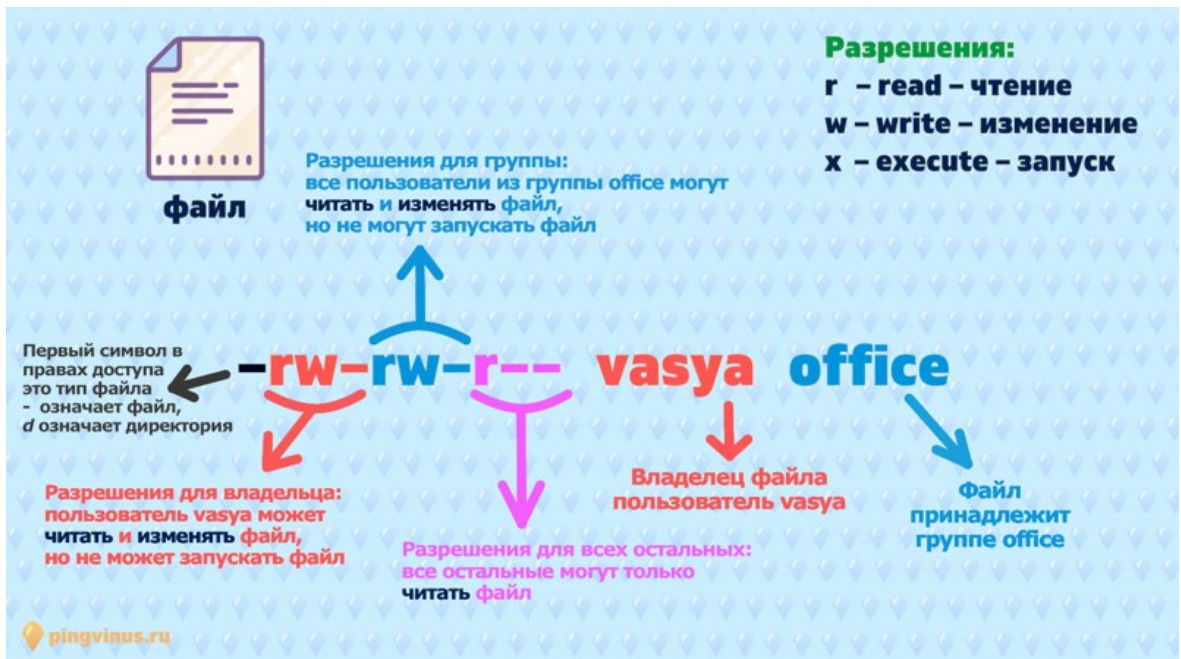 файл
Разрешения:
r – read – чтение
w – write – изменение
x – execute – запуск
Разрешения для группы:
все пользователи из группы office могут
читать и изменять файл,
но не могут запускать файл
Первый символ в
правах доступа
это тип файла
- означает файл,
d означает директория
-rw-rw-r-- vasya office
Разрешения для владельца:
пользователь vasya может
читать и изменять файл,
но не может запускать файл
Разрешения для всех остальных:
все остальные могут только
читать файл
Владелец файла
пользователь vasya
Файл
принадлежит
группе office
pingvinus.ru